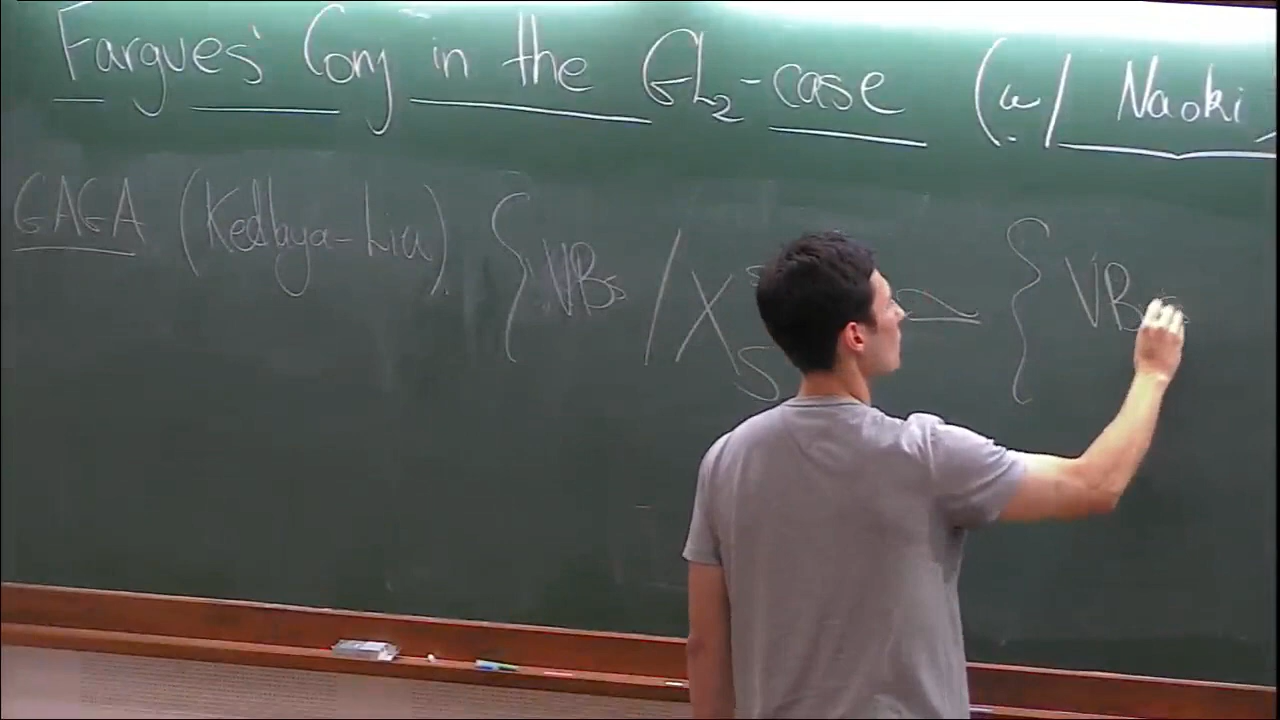 Fargues' Conj in the GL₂-case (w/ Naoki
GAGA (Kedlaya-Liu). { VBs / X_S ≃ { VBs